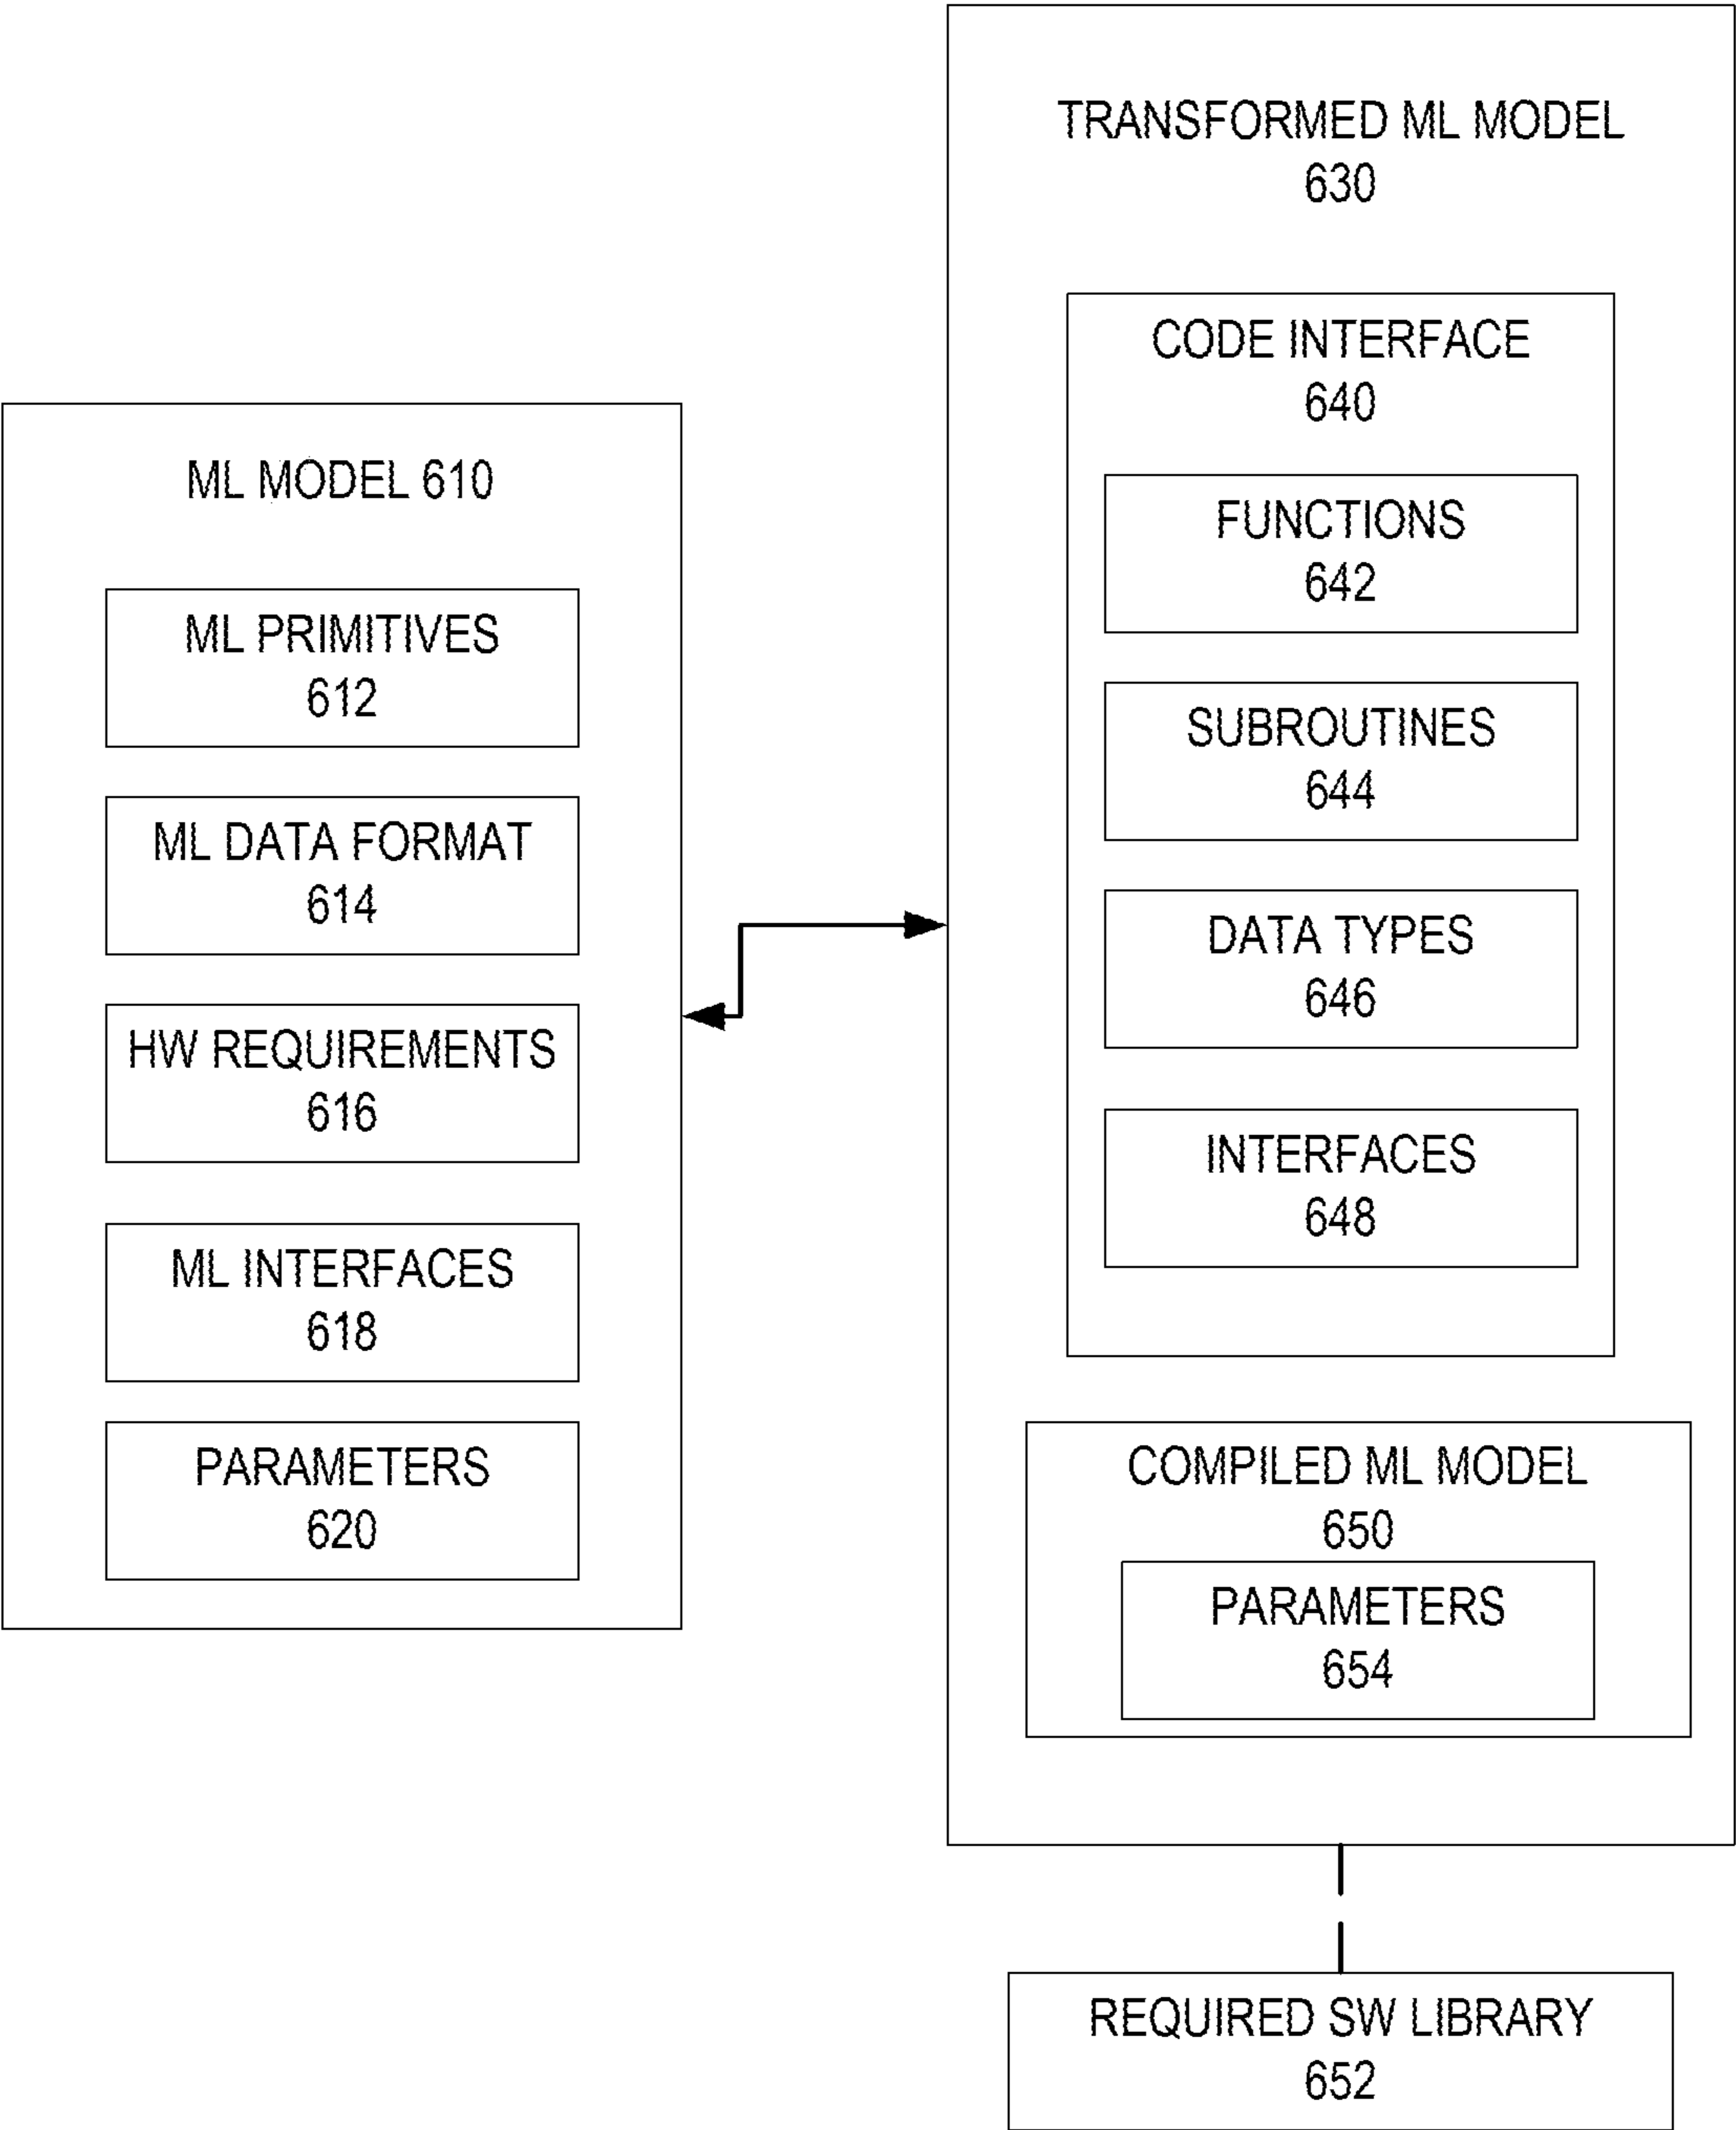 ML MODEL 610
ML PRIMITIVES
612
ML DATA FORMAT
614
HW REQUIREMENTS
616
ML INTERFACES
618
PARAMETERS
620
TRANSFORMED ML MODEL
630
CODE INTERFACE
640
FUNCTIONS
642
SUBROUTINES
644
DATA TYPES
646
INTERFACES
648
COMPILED ML MODEL
650
PARAMETERS
654
REQUIRED SW LIBRARY
652